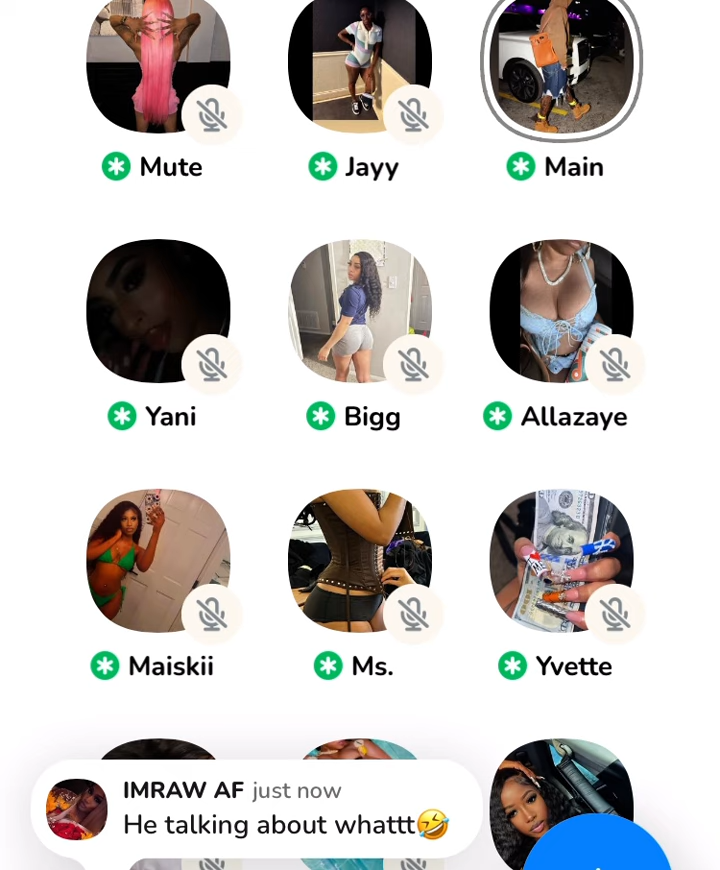 Mute
Jayy
Main
Yani
Bigg
Allazaye
Maiskii
Ms.
Yvette
IMRAW AF just now
He talking about whattt🤣